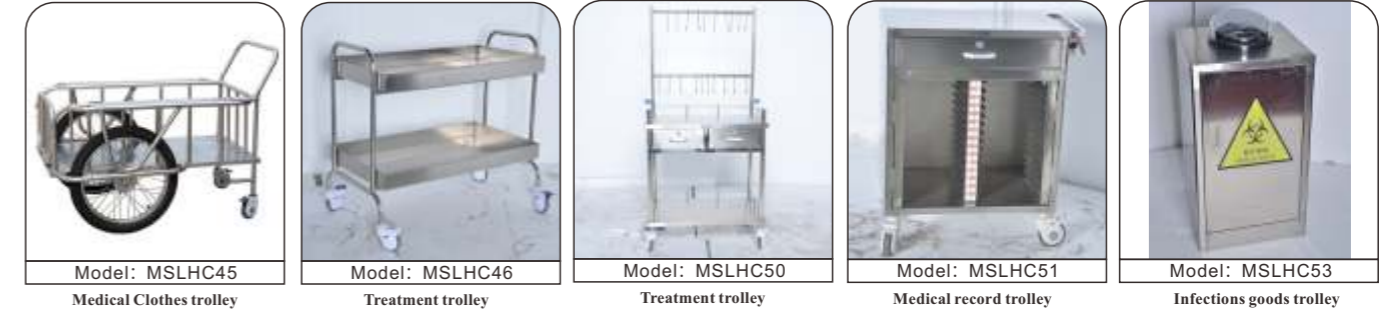 Model: MSLHC45
Model: MSLHC46
Model: MSLHC50
Model: MSLHC51
Model: MSLHC53
Medical Clothes trolley
Treatment trolley
Treatment trolley
Medical record trolley
Infections goods trolley